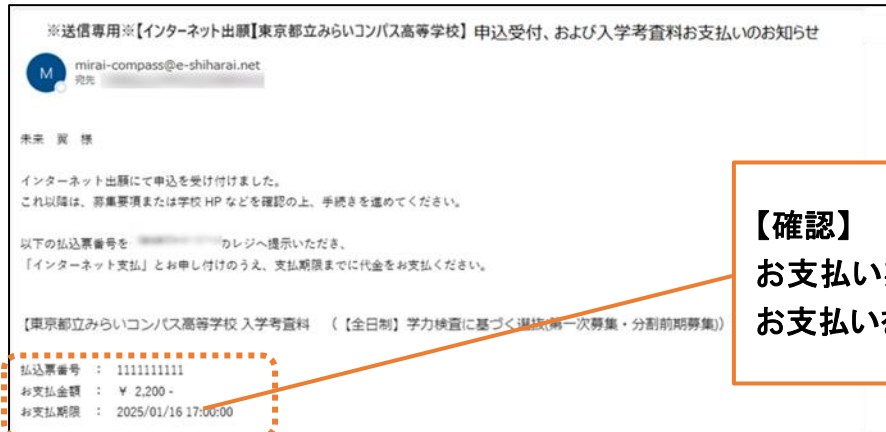 ※送信専用※【インターネット出願【東京都立みらいコンパス高等学校】 申込受付、および入学考査料お支払いのお知らせ
M
mirai-compass@e-shiharai.net
宛先
未来 翼 様
インターネット出願にて申込を受け付けました。
これ以降は、募集要項または学校 HP などを確認の上、手続きを進めてください。
以下の払込票番号を のレジへ提示いただき、
「インターネット支払」とお申し付けのうえ、支払期限までに代金をお支払ください。
【東京都立みらいコンパス高等学校 入学考査料 (【全日制】学力検査に基づく選抜(第一次募集・分割前期募集))
払込票番号 : 1111111111
お支払金額 : ¥ 2,200 -
お支払期限 : 2025/01/16 17:00:00
【確認】
お支払い
お支払い